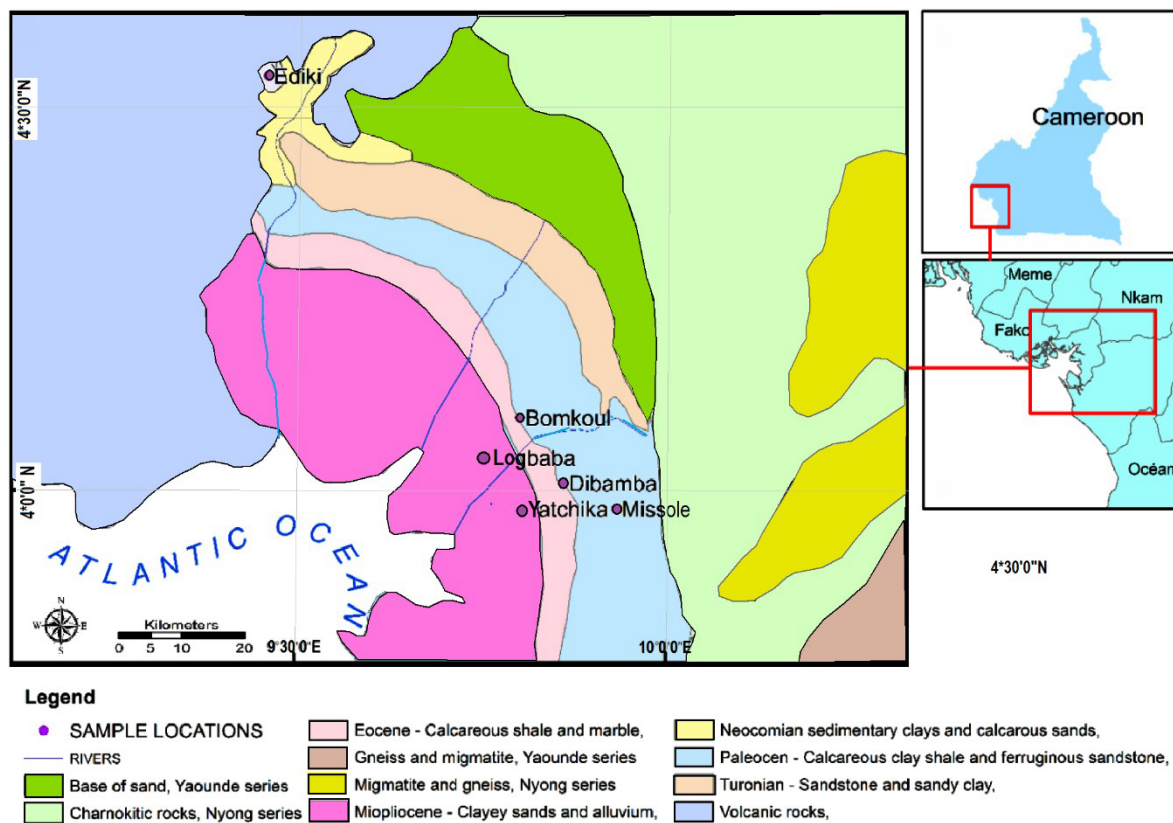 Ediki
4°30'0"N
Bomkoul
Logbaba
Dibamba
4°0'0" N
Yatchika
Missole
ATLANTIC OCEAN
N
W E
S
Kilometers
0 5 10 20
9°30'0"E
10°0'0"E
Cameroon
Meme
Nkam
Fako
Océan
4°30'0"N
Legend
SAMPLE LOCATIONS
RIVERS
Base of sand, Yaounde series
Charnokitic rocks, Nyong series
Eocene - Calcareous shale and marble,
Gneiss and migmatite, Yaounde series
Migmatite and gneiss, Nyong series
Miopliocene - Clayey sands and alluvium,
Neocomian sedimentary clays and calcarous sands,
Paleocen - Calcareous clay shale and ferruginous sandstone,
Turonian - Sandstone and sandy clay,
Volcanic rocks,